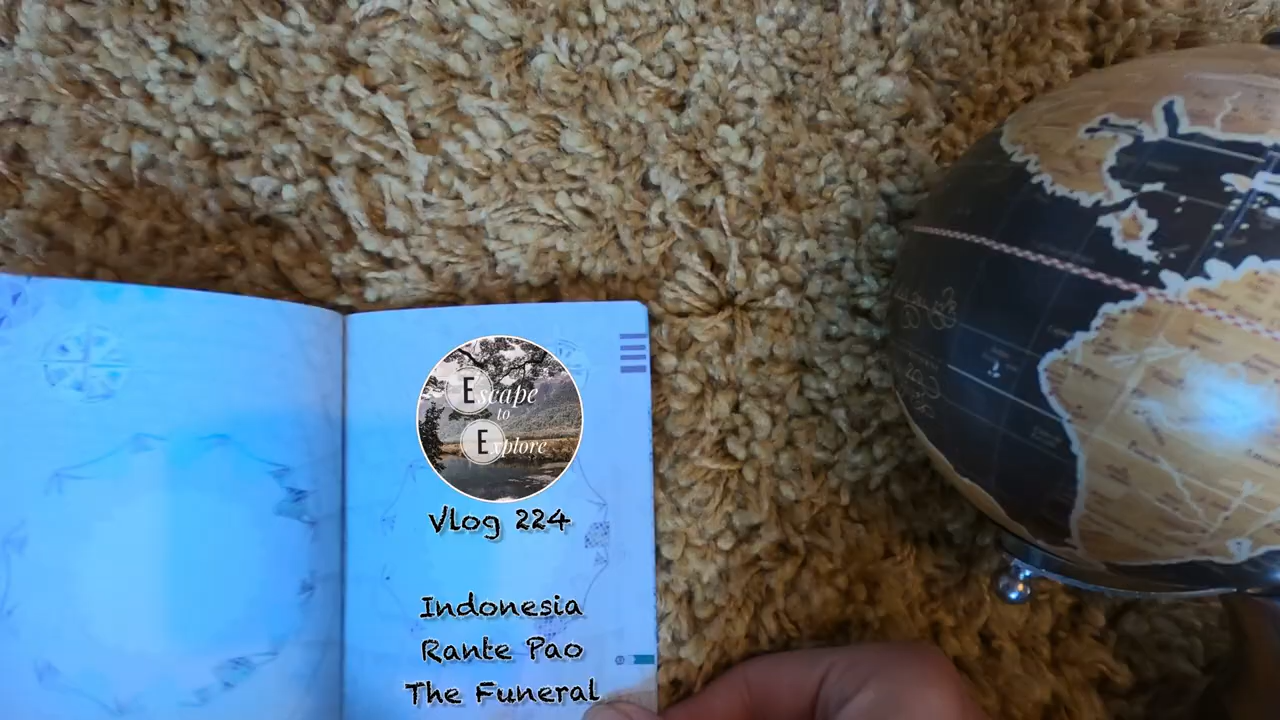 Escape
to
Explore
Vlog 224
Indonesia
Rante Pao
The Funeral